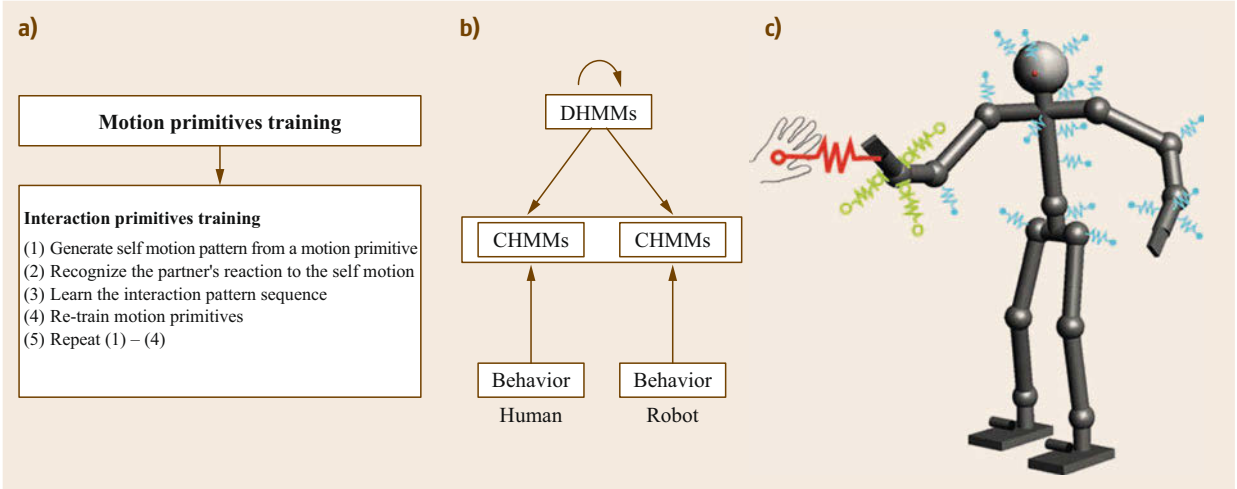 a)
Motion primitives training
Interaction primitives training
(1) Generate self motion pattern from a motion primitive
(2) Recognize the partner's reaction to the self motion
(3) Learn the interaction pattern sequence
(4) Re-train motion primitives
(5) Repeat (1) – (4)
b)
DHMMs
CHMMs CHMMs
Behavior Behavior
Human Robot
c)